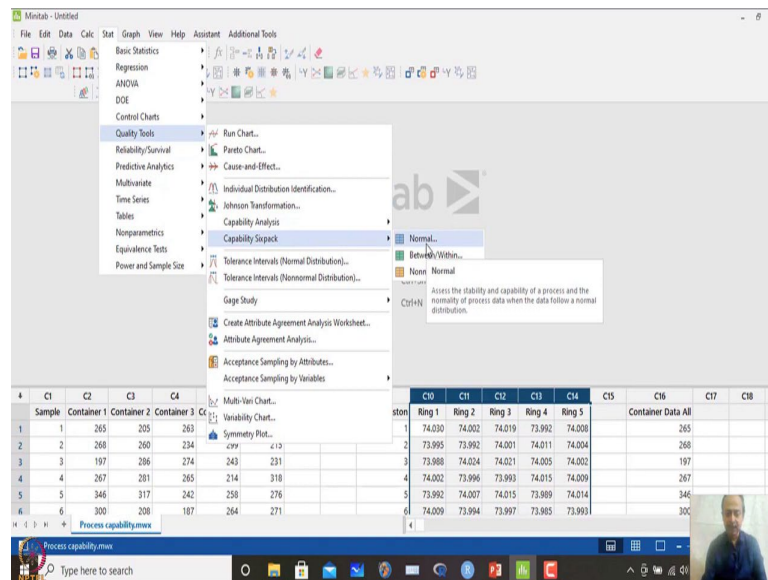 Minitab - Untitled
File Edit Data Calc Stat Graph View Help Assistant Additional Tools
Basic Statistics
Regression
ANOVA
DOE
Control Charts
Quality Tools
Reliability/Survival
Predictive Analytics
Multivariate
Time Series
Tables
Nonparametrics
Equivalence Tests
Power and Sample Size
Run Chart...
Pareto Chart...
Cause-and-Effect...
Individual Distribution Identification...
Johnson Transformation...
Capability Analysis
Capability Sixpack
Tolerance Intervals (Normal Distribution)...
Tolerance Intervals (Nonnormal Distribution)...
Gage Study
Create Attribute Agreement Analysis Worksheet...
Attribute Agreement Analysis...
Acceptance Sampling by Attributes...
Acceptance Sampling by Variables
Multi-Vari Chart...
Variability Chart...
Symmetry Plot...
ab
Normal...
Between/Within...
Nonn
Normal
Assess the stability and capability of a process and the
normality of process data when the data follow a normal
distribution.
Ctrl+N
C1 C2 C3 C4 C10 C11 C12 C13 C14 C15 C16 C17 C18
Sample Container 1 Container 2 Container 3 Co ston Ring 1 Ring 2 Ring 3 Ring 4 Ring 5 Container Data All
1 1 265 205 263 1 74.030 74.002 74.019 73.992 74.008 265
2 2 268 260 234 299 215 2 73.995 73.992 74.001 74.011 74.004 268
3 3 197 286 274 243 231 3 73.988 74.024 74.021 74.005 74.002 197
4 4 267 281 265 214 318 4 74.002 73.996 73.993 74.015 74.009 267
5 5 346 317 242 258 276 5 73.992 74.007 74.015 73.989 74.014 346
6 6 300 208 187 264 271 6 74.009 73.994 73.997 73.985 73.993 300
Process capability.mwx
Process capability.mwx
Type here to search
NPTEL